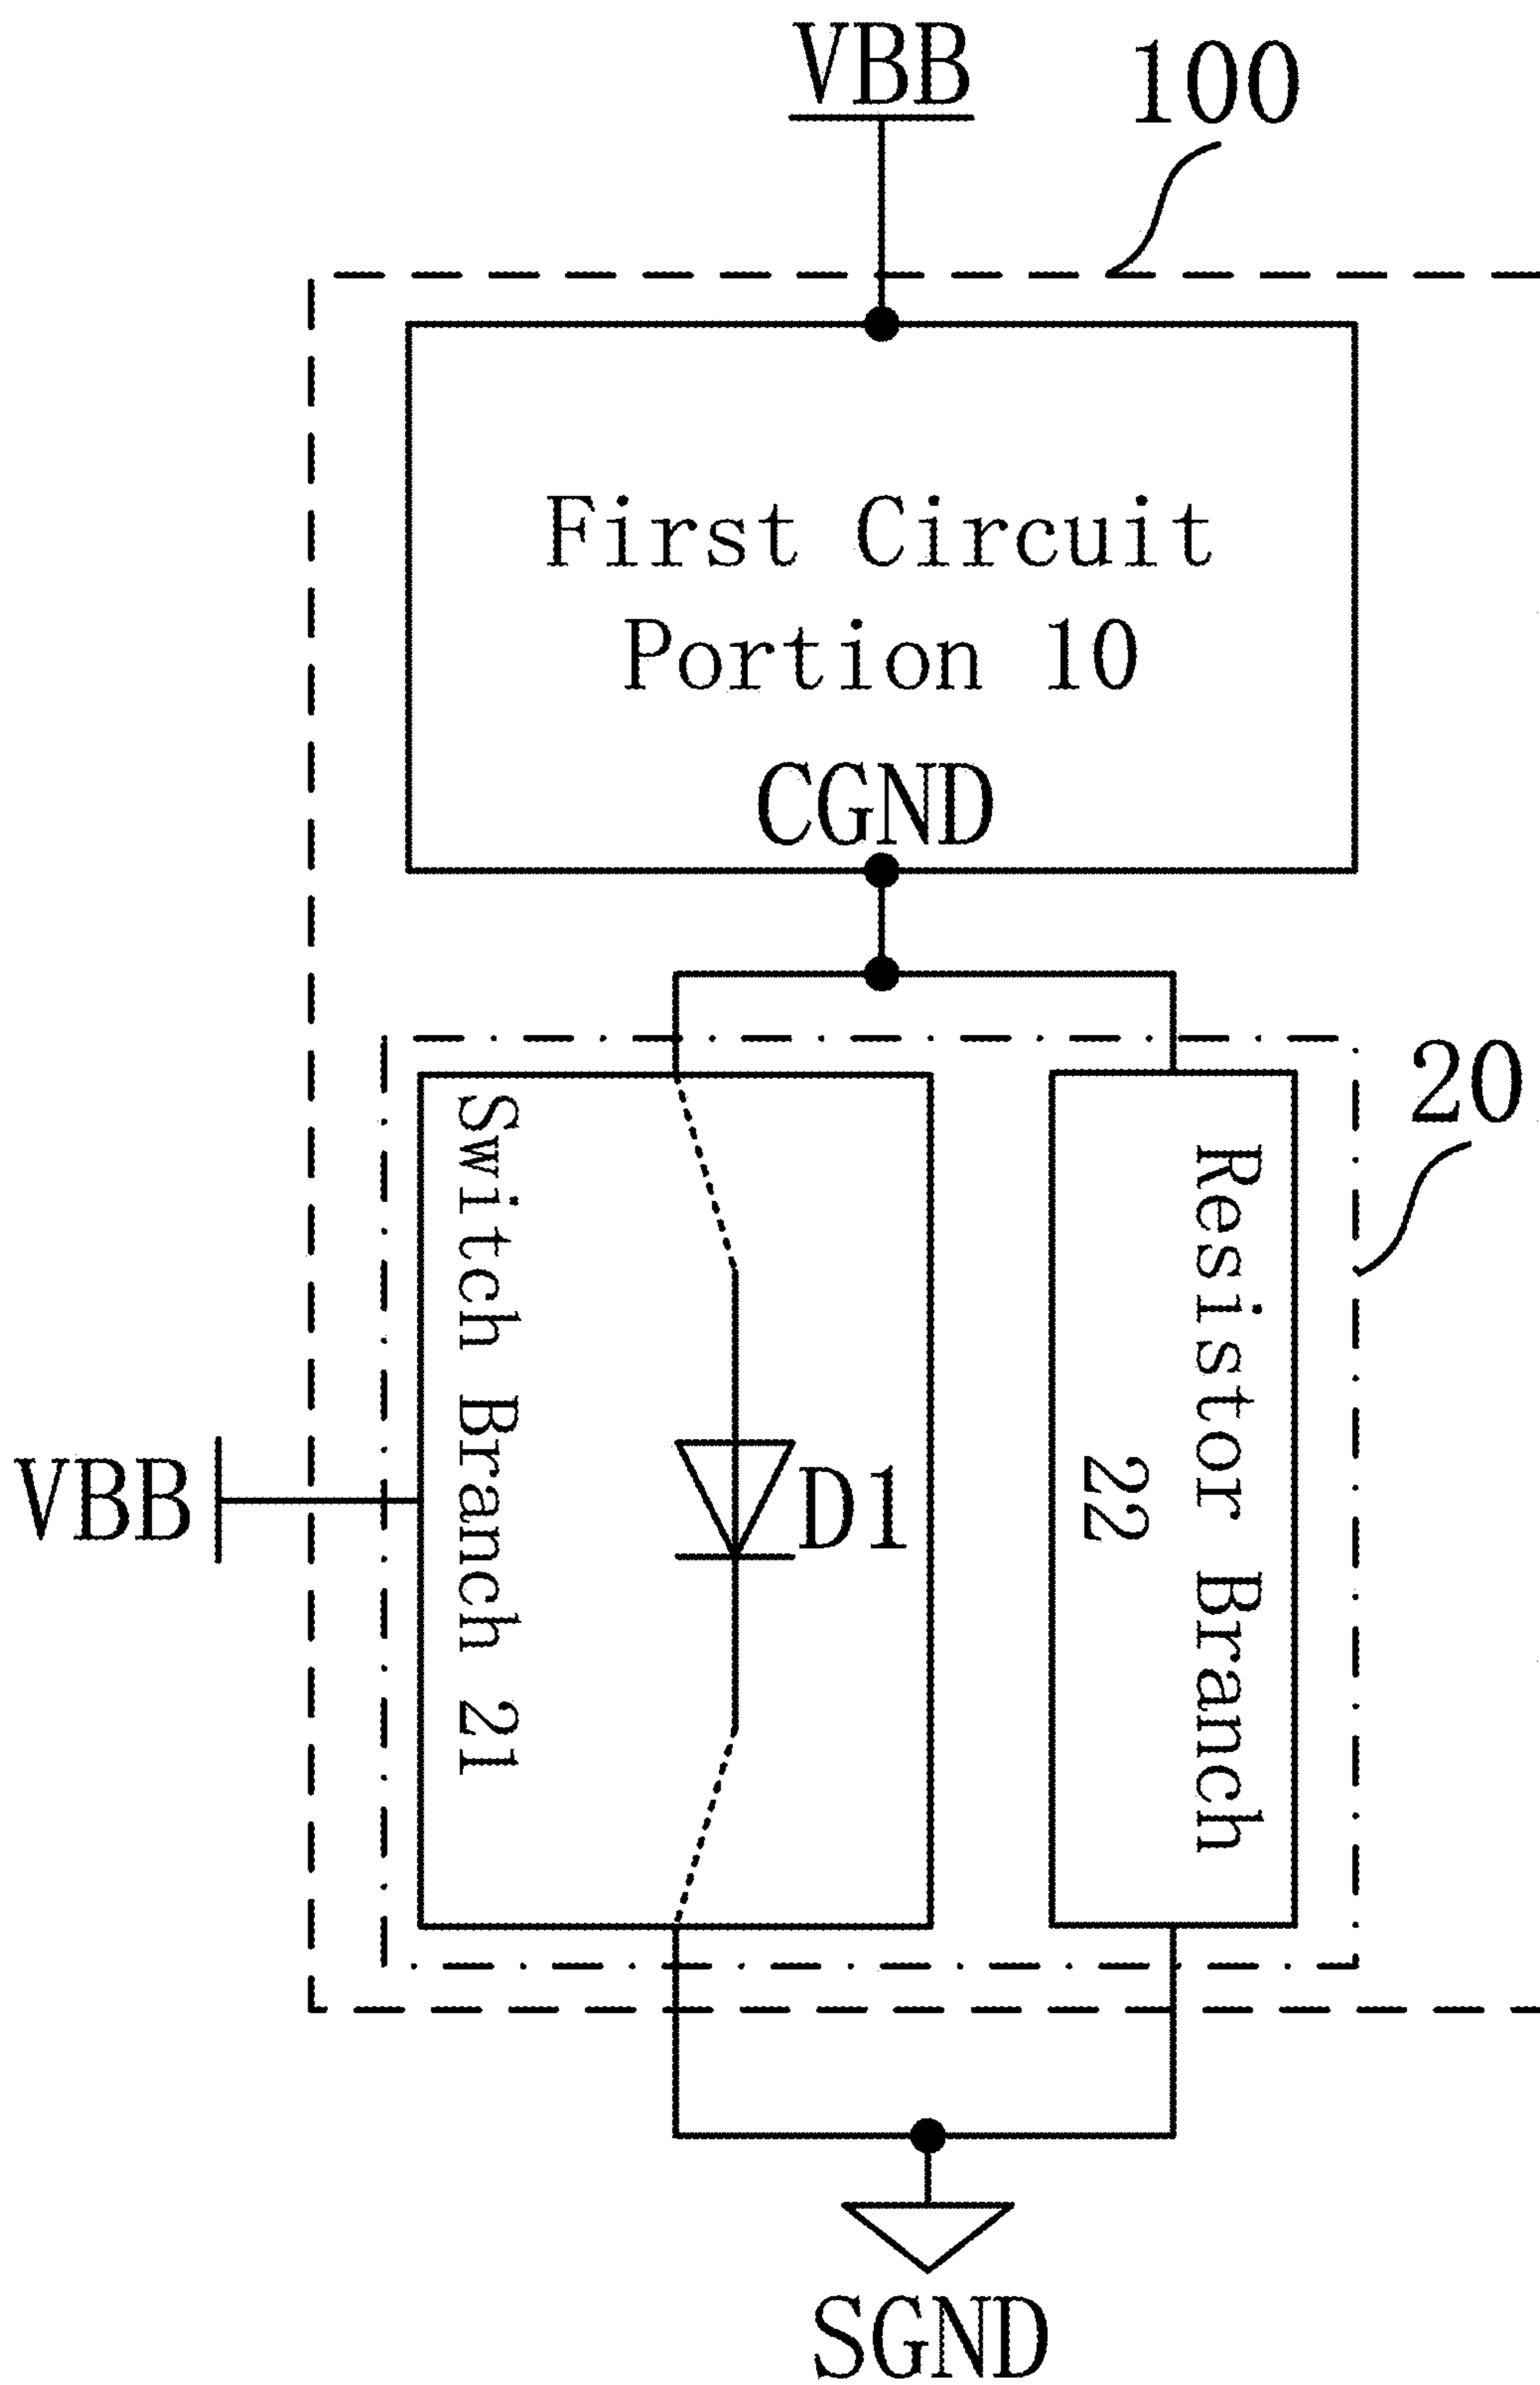 VBB
100
First Circuit
Portion 10
CGND
20
Switch Branch 21
D1
Resistor Branch
22
VBB
SGND